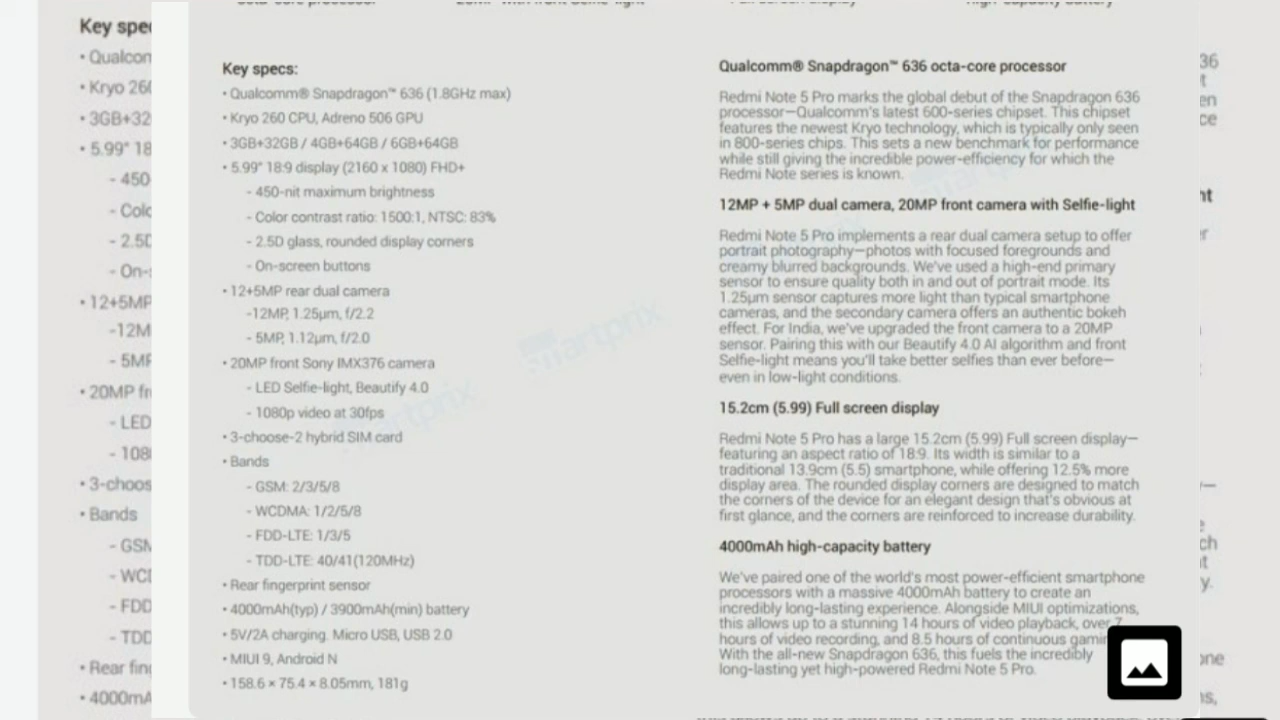 Key specs:
• Qualcomm® Snapdragon™ 636 (1.8GHz max)
• Kryo 260 CPU, Adreno 506 GPU
• 3GB+32GB / 4GB+64GB / 6GB+64GB
• 5.99" 18:9 display (2160 x 1080) FHD+
- 450-nit maximum brightness
- Color contrast ratio: 1500:1, NTSC: 83%
- 2.5D glass, rounded display corners
- On-screen buttons
• 12+5MP rear dual camera
-12MP, 1.25μm, f/2.2
- 5MP, 1.12μm, f/2.0
• 20MP front Sony IMX376 camera
- LED Selfie-light, Beautify 4.0
- 1080p video at 30fps
• 3-choose-2 hybrid SIM card
• Bands
- GSM: 2/3/5/8
- WCDMA: 1/2/5/8
- FDD-LTE: 1/3/5
- TDD-LTE: 40/41(120MHz)
• Rear fingerprint sensor
• 4000mAh(typ) / 3900mAh(min) battery
• 5V/2A charging. Micro USB, USB 2.0
• MIUI 9, Android N
• 158.6 × 75.4 × 8.05mm, 181g
Qualcomm® Snapdragon™ 636 octa-core processor
Redmi Note 5 Pro marks the global debut of the Snapdragon 636
processor—Qualcomm's latest 600-series chipset. This chipset
features the newest Kryo technology, which is typically only seen
in 800-series chips. This sets a new benchmark for performance
while still giving the incredible power-efficiency for which the
Redmi Note series is known.
12MP + 5MP dual camera, 20MP front camera with Selfie-light
Redmi Note 5 Pro implements a rear dual camera setup to offer
portrait photography—photos with focused foregrounds and
creamy blurred backgrounds. We've used a high-end primary
sensor to ensure quality both in and out of portrait mode. Its
1.25μm sensor captures more light than typical smartphone
cameras, and the secondary camera offers an authentic bokeh
effect. For India, we've upgraded the front camera to a 20MP
sensor. Pairing this with our Beautify 4.0 AI algorithm and front
Selfie-light means you'll take better selfies than ever before—
even in low-light conditions.
15.2cm (5.99) Full screen display
Redmi Note 5 Pro has a large 15.2cm (5.99) Full screen display—
featuring an aspect ratio of 18:9. Its width is similar to a
traditional 13.9cm (5.5) smartphone, while offering 12.5% more
display area. The rounded display corners are designed to match
the corners of the device for an elegant design that's obvious at
first glance, and the corners are reinforced to increase durability.
4000mAh high-capacity battery
We've paired one of the world's most power-efficient smartphone
processors with a massive 4000mAh battery to create an
incredibly long-lasting experience. Alongside MIUI optimizations,
this allows up to a stunning 14 hours of video playback, over 7
hours of video recording, and 8.5 hours of continuous
With the all-new Snapdragon 636, this fuels the incredibly
long-lasting yet high-powered Redmi Note 5 Pro.
smartprix